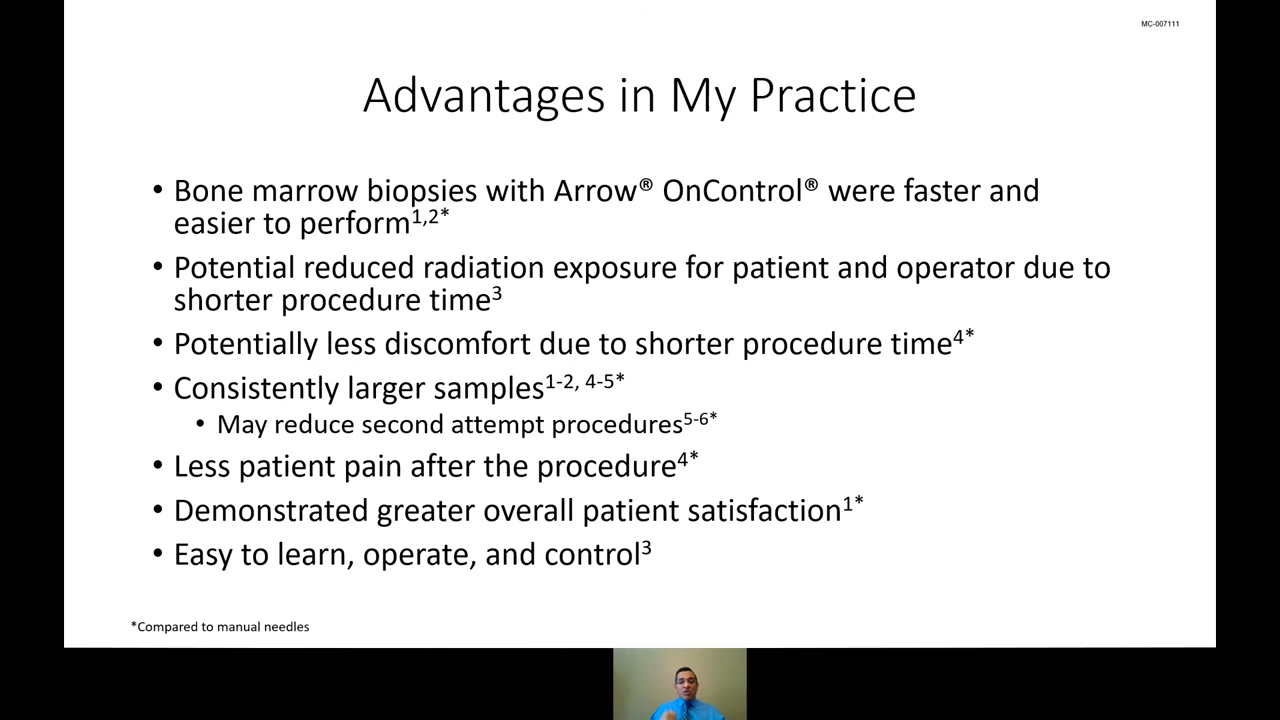 MC-007111
Advantages in My Practice
• Bone marrow biopsies with Arrow® OnControl® were faster and
easier to perform1,2*
• Potential reduced radiation exposure for patient and operator due to
shorter procedure time3
• Potentially less discomfort due to shorter procedure time4*
• Consistently larger samples1-2, 4-5*
• May reduce second attempt procedures5-6*
• Less patient pain after the procedure4*
• Demonstrated greater overall patient satisfaction1*
• Easy to learn, operate, and control3
*Compared to manual needles